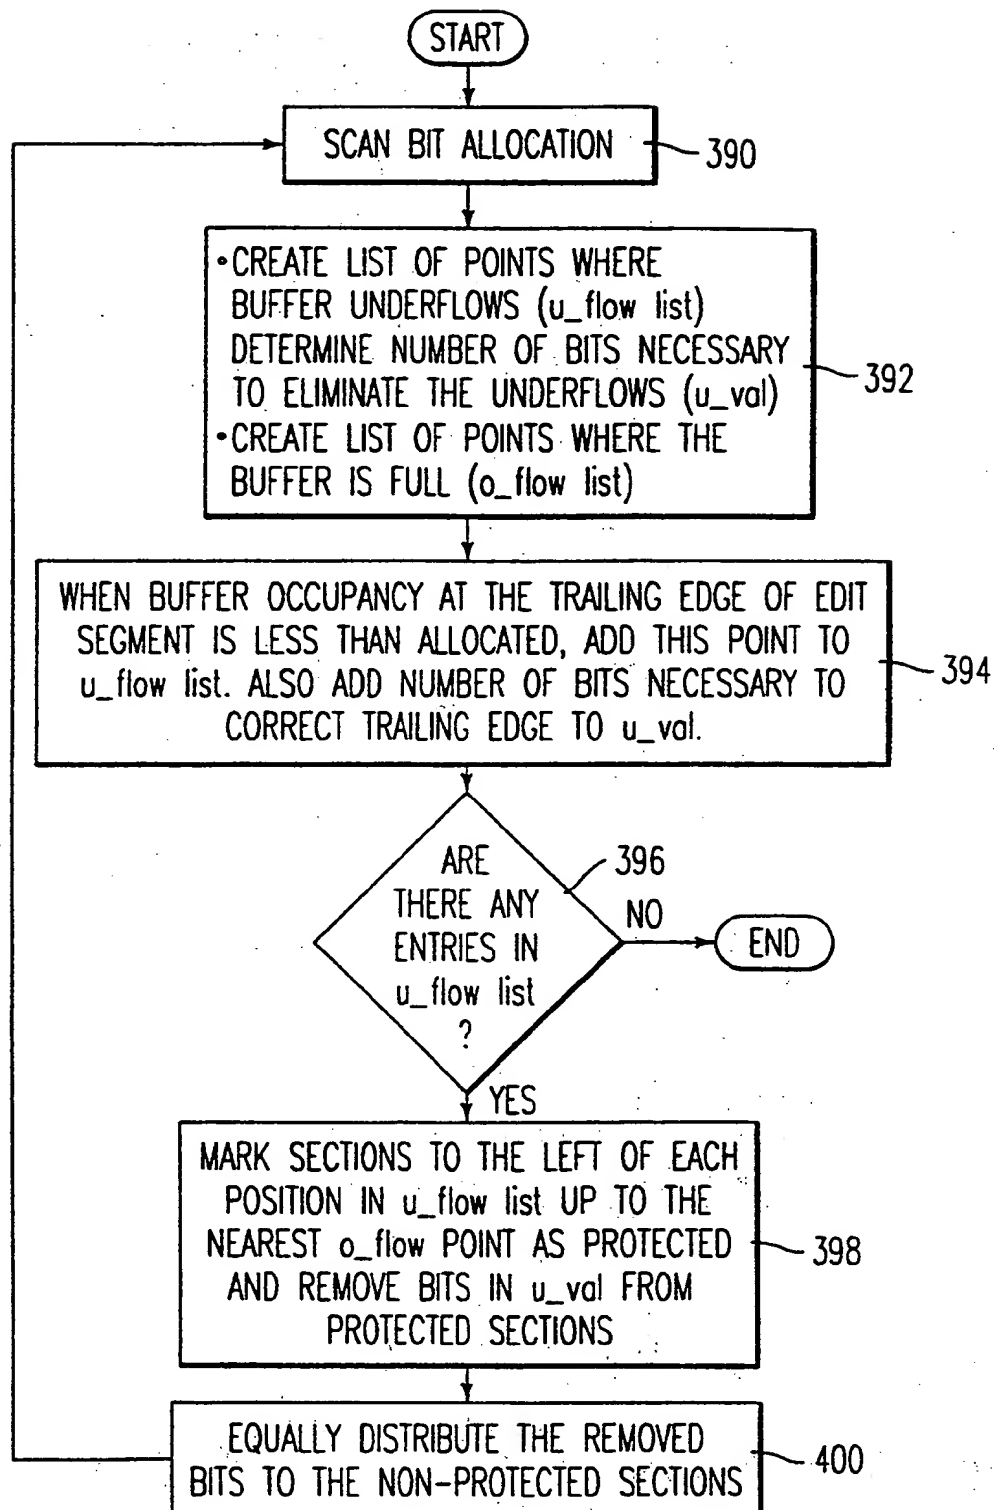 START
SCAN BIT ALLOCATION
390
•CREATE LIST OF POINTS WHERE
BUFFER UNDERFLOWS (u_flow list)
DETERMINE NUMBER OF BITS NECESSARY
TO ELIMINATE THE UNDERFLOWS (u_val)
•CREATE LIST OF POINTS WHERE THE
BUFFER IS FULL (o_flow list)
392
WHEN BUFFER OCCUPANCY AT THE TRAILING EDGE OF EDIT
SEGMENT IS LESS THAN ALLOCATED, ADD THIS POINT TO
u_flow list. ALSO ADD NUMBER OF BITS NECESSARY TO
CORRECT TRAILING EDGE TO u_val.
394
ARE
THERE ANY
ENTRIES IN
u_flow list
?
396
NO
END
YES
MARK SECTIONS TO THE LEFT OF EACH
POSITION IN u_flow list UP TO THE
NEAREST o_flow POINT AS PROTECTED
AND REMOVE BITS IN u_val FROM
PROTECTED SECTIONS
398
EQUALLY DISTRIBUTE THE REMOVED
BITS TO THE NON-PROTECTED SECTIONS
400